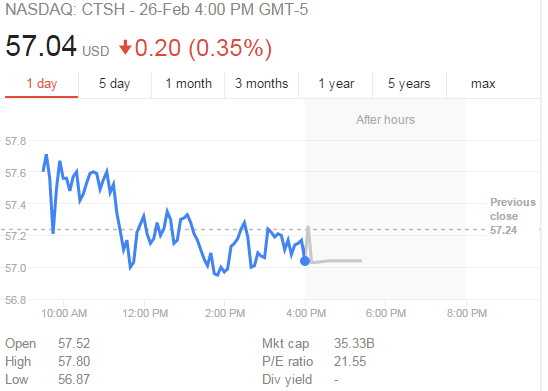 NASDAQ: CTSH - 26-Feb 4:00 PM GMT-5
57.04 USD 0.20 (0.35%)
1 day 5 day 1 month 3 months 1 year 5 years max
After hours
57.8
57.6
57.4
57.2
57.0
56.8
Previous
close
57.24
10:00 AM 12:00 PM 2:00 PM 4:00 PM 6:00 PM 8:00 PM
Open 57.52 Mkt cap 35.33B
High 57.80 P/E ratio 21.55
Low 56.87 Div yield -